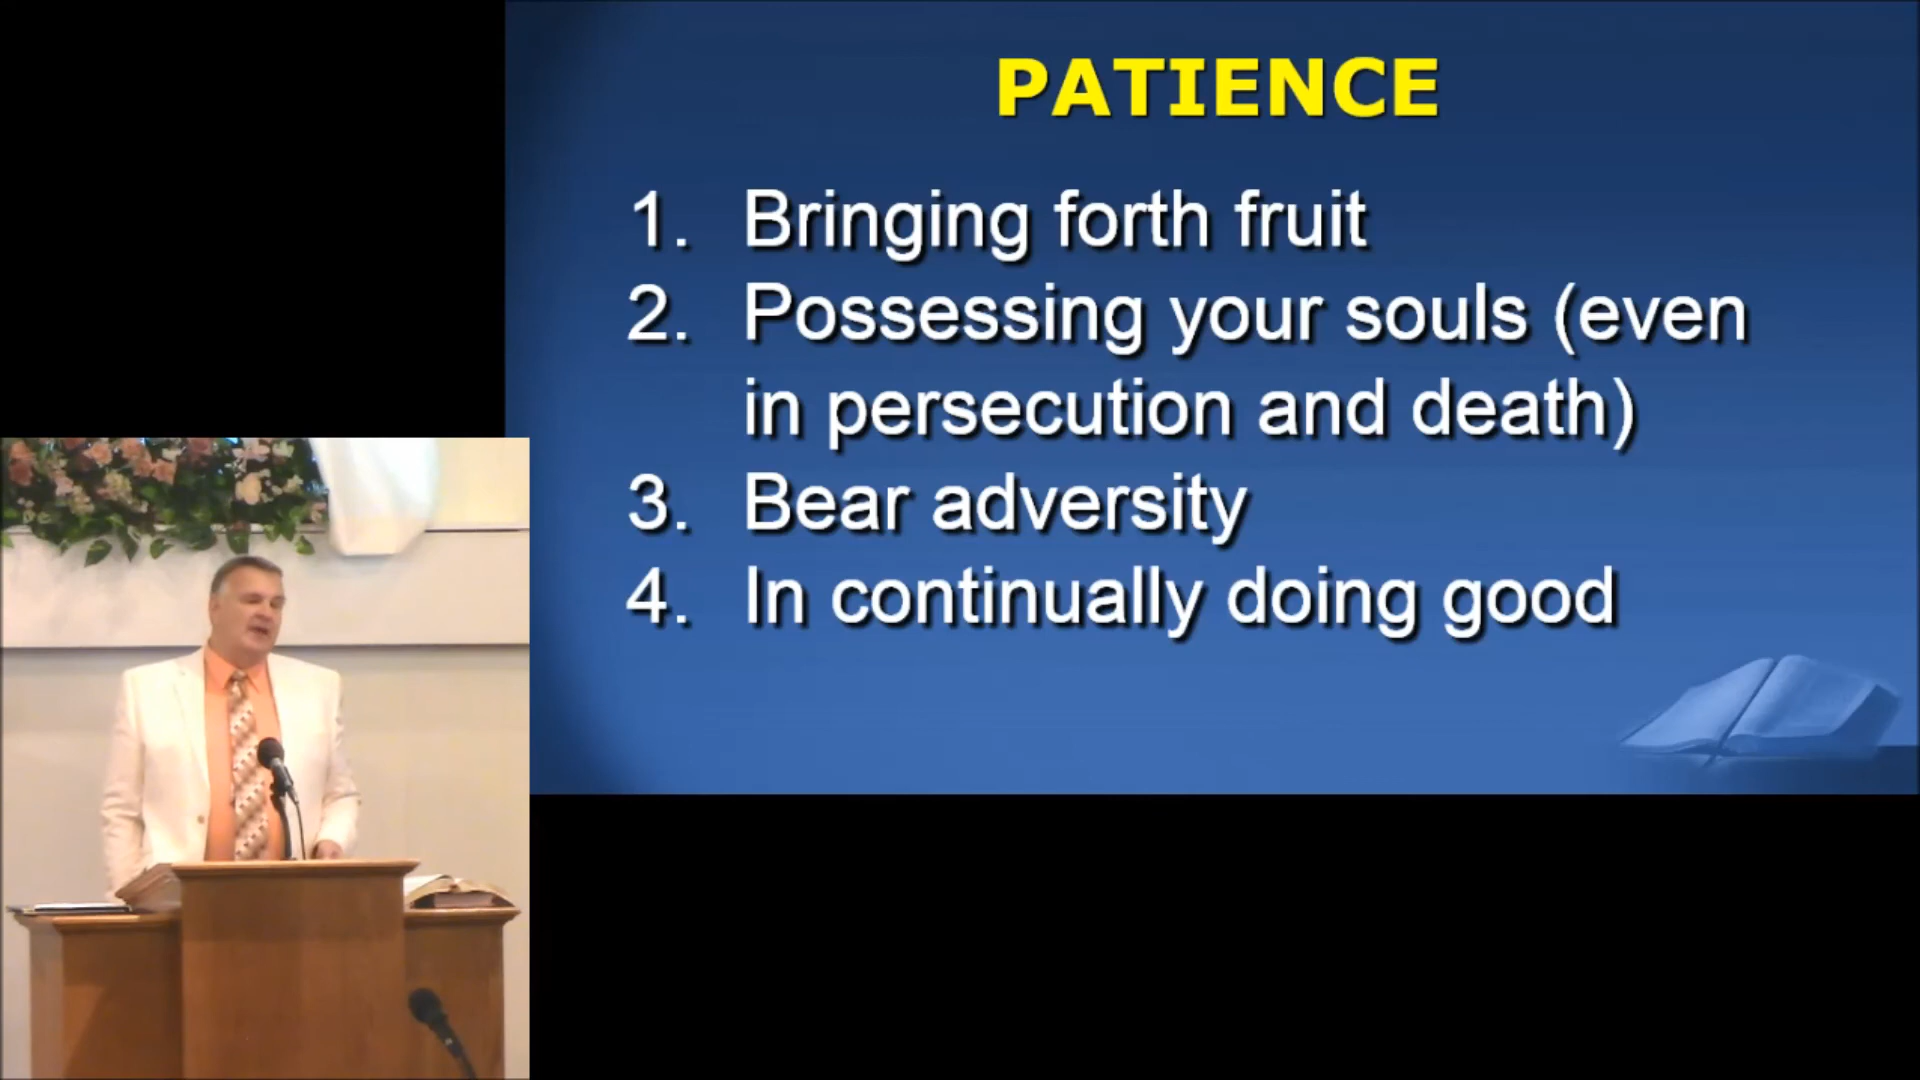 PATIENCE
1. Bringing forth fruit
2. Possessing your souls (even
in persecution and death)
3. Bear adversity
4. In continually doing good